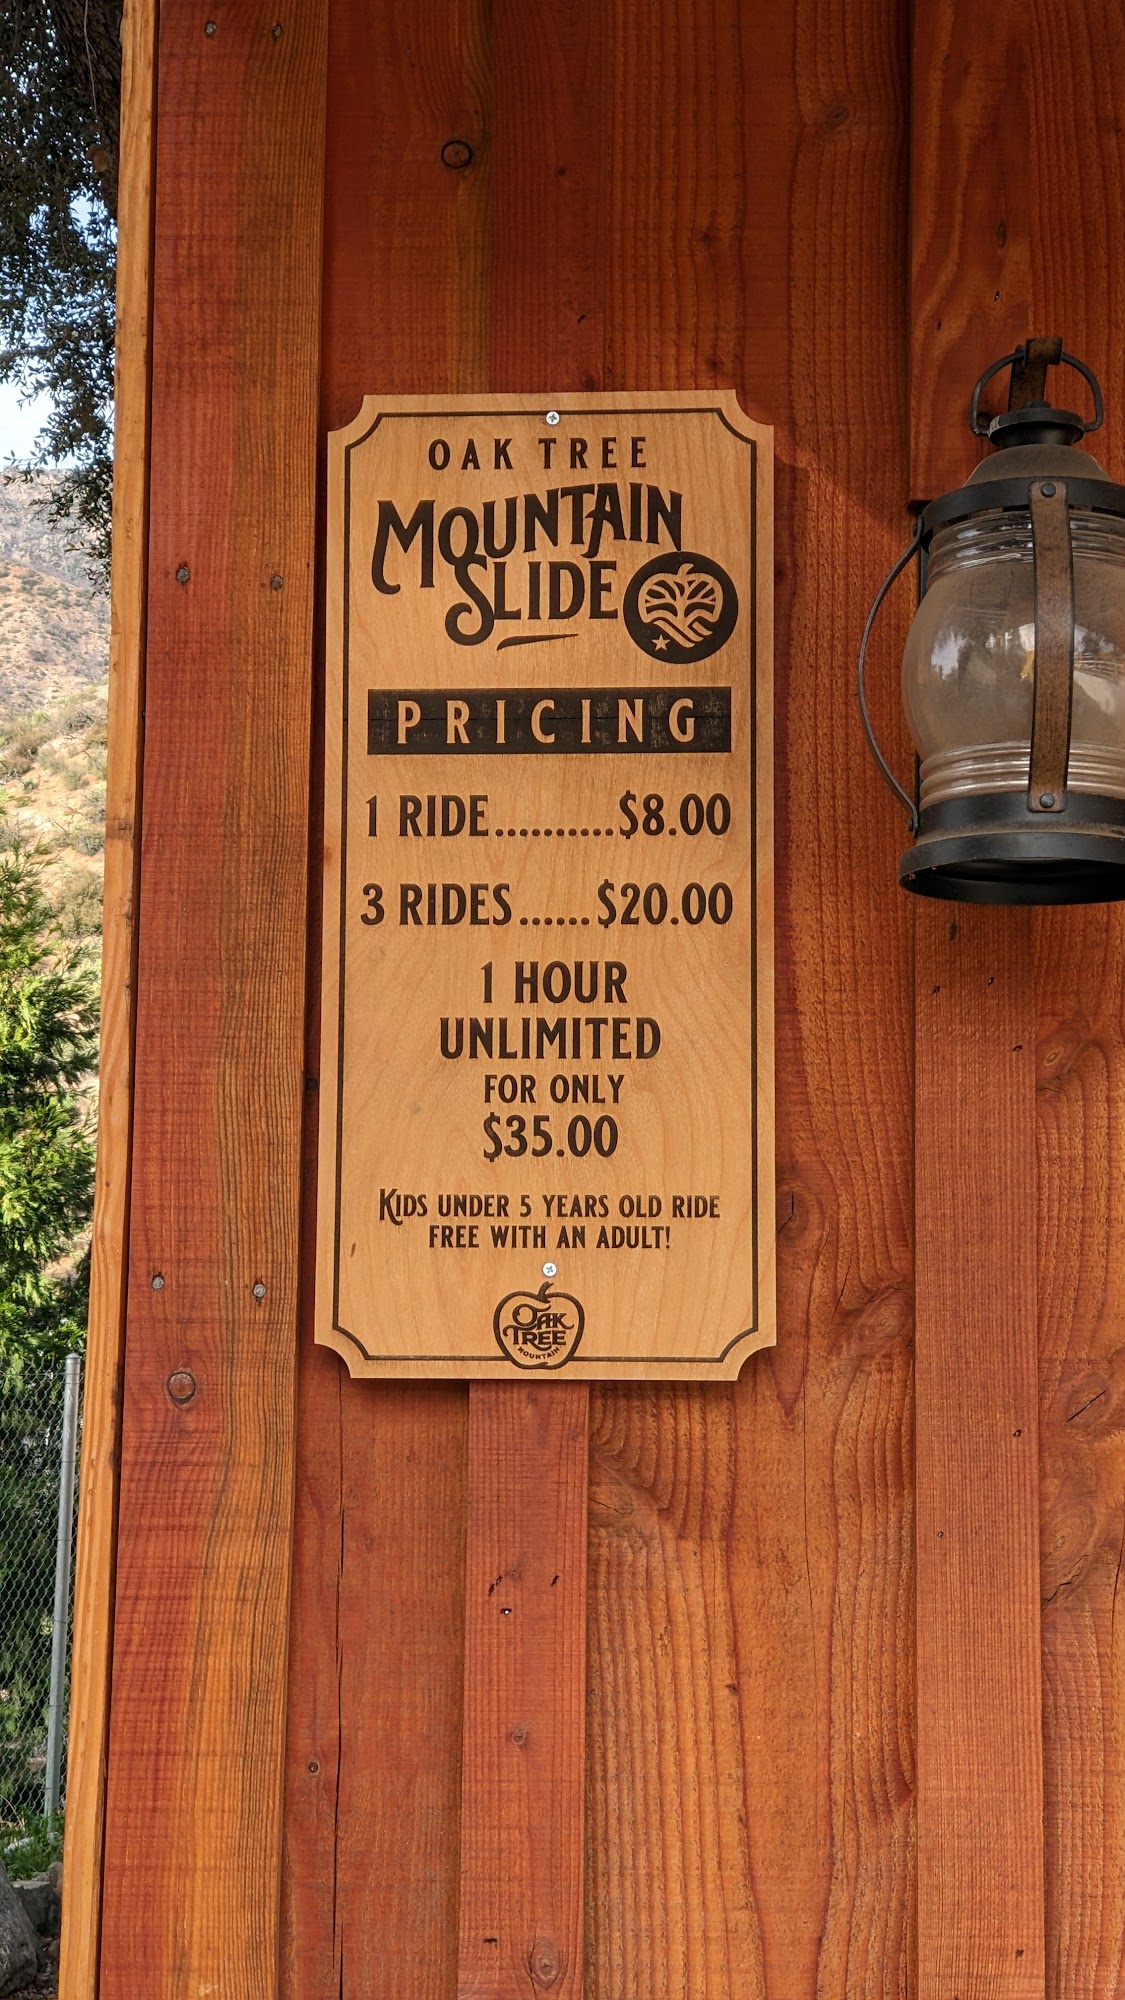 OAK TREE
MOUNTAIN
SLIDE
PRICING
1 RIDE..........$8.00
3 RIDES......$20.00
1 HOUR
UNLIMITED
FOR ONLY
$35.00
KIDS UNDER 5 YEARS OLD RIDE
FREE WITH AN ADULT!
OAK
TREE
MOUNTAIN